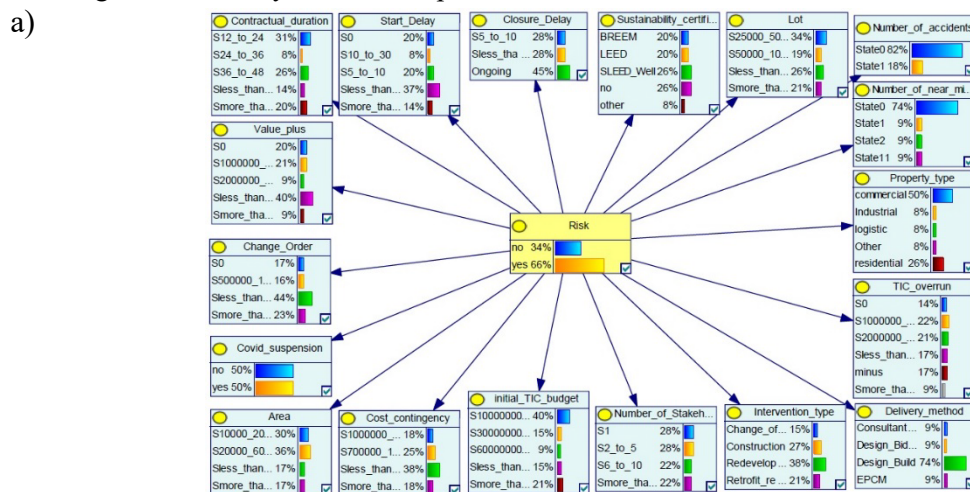 a)
Contractual_duration
S12_to_24 31%
S24_to_36 8%
S36_to_48 26%
Sless_than... 14%
Smore_tha... 20%
Start_Delay
S0 20%
S10_to_30 8%
S5_to_10 20%
Sless_than... 37%
Smore_tha... 14%
Closure_Delay
S5_to_10 28%
Sless_tha... 28%
Ongoing 45%
Sustainability_certifi...
BREEM 20%
LEED 20%
SLEED_Well 26%
no 26%
other 8%
Lot
S25000_50... 34%
S50000_10... 19%
Sless_than... 26%
Smore_tha... 21%
Number_of_accidents
State0 82%
State1 18%
Number_of_near_mi...
State0 74%
State1 9%
State2 9%
State11 9%
Value_plus
S0 20%
S1000000_... 21%
S2000000_... 9%
Sless_than... 40%
Smore_tha... 9%
Property_type
commercial 50%
Industrial 8%
logistic 8%
Other 8%
residential 26%
Risk
no 34%
yes 66%
Change_Order
S0 17%
S500000_1... 16%
Sless_than... 44%
Smore_tha... 23%
TIC_overrun
S0 14%
S1000000_... 22%
S2000000_... 21%
Sless_than... 17%
minus 17%
Smore_tha... 9%
Covid_suspension
no 50%
yes 50%
Area
S10000_20... 30%
S20000_60... 36%
Sless_than... 17%
Smore_tha... 17%
Cost_contingency
S1000000_... 18%
S700000_1... 25%
Sless_than... 38%
Smore_tha... 18%
initial_TIC_budget
S10000000... 40%
S30000000... 15%
S60000000... 9%
Sless_than... 15%
Smore_tha... 21%
Number_of_Stakeh...
S1 28%
S2_to_5 28%
S6_to_10 22%
Smore_tha... 22%
Intervention_type
Change_of... 15%
Construction 27%
Redevelop... 38%
Retrofit_re... 21%
Delivery_method
Consultant... 9%
Design_Bid... 9%
Design_Build 74%
EPCM 9%